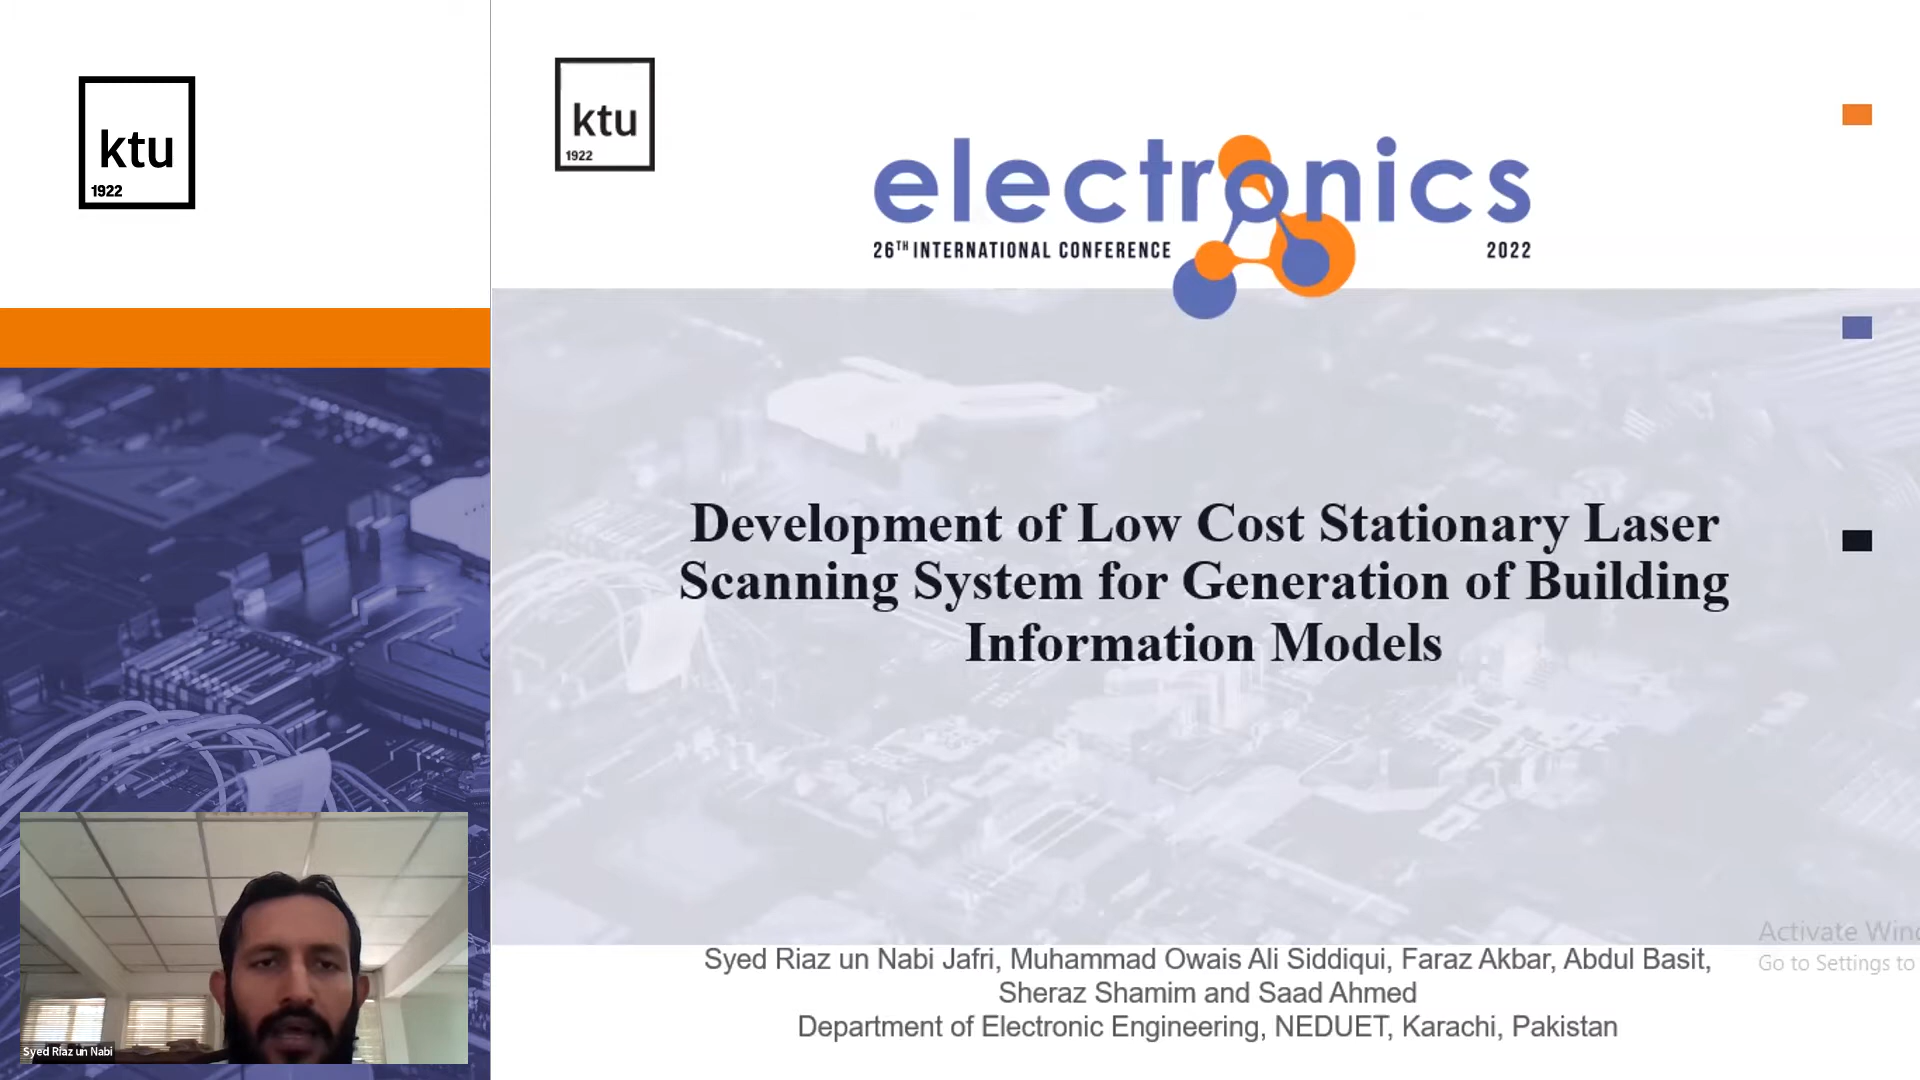 ktu
1922
ktu
1922
electronics
26TH INTERNATIONAL CONFERENCE 2022
Development of Low Cost Stationary Laser
Scanning System for Generation of Building
Information Models
Activate Wind
Go to Settings to
Syed Riaz un Nabi Jafri, Muhammad Owais Ali Siddiqui, Faraz Akbar, Abdul Basit,
Sheraz Shamim and Saad Ahmed
Department of Electronic Engineering, NEDUET, Karachi, Pakistan
Syed Riaz un Nabi